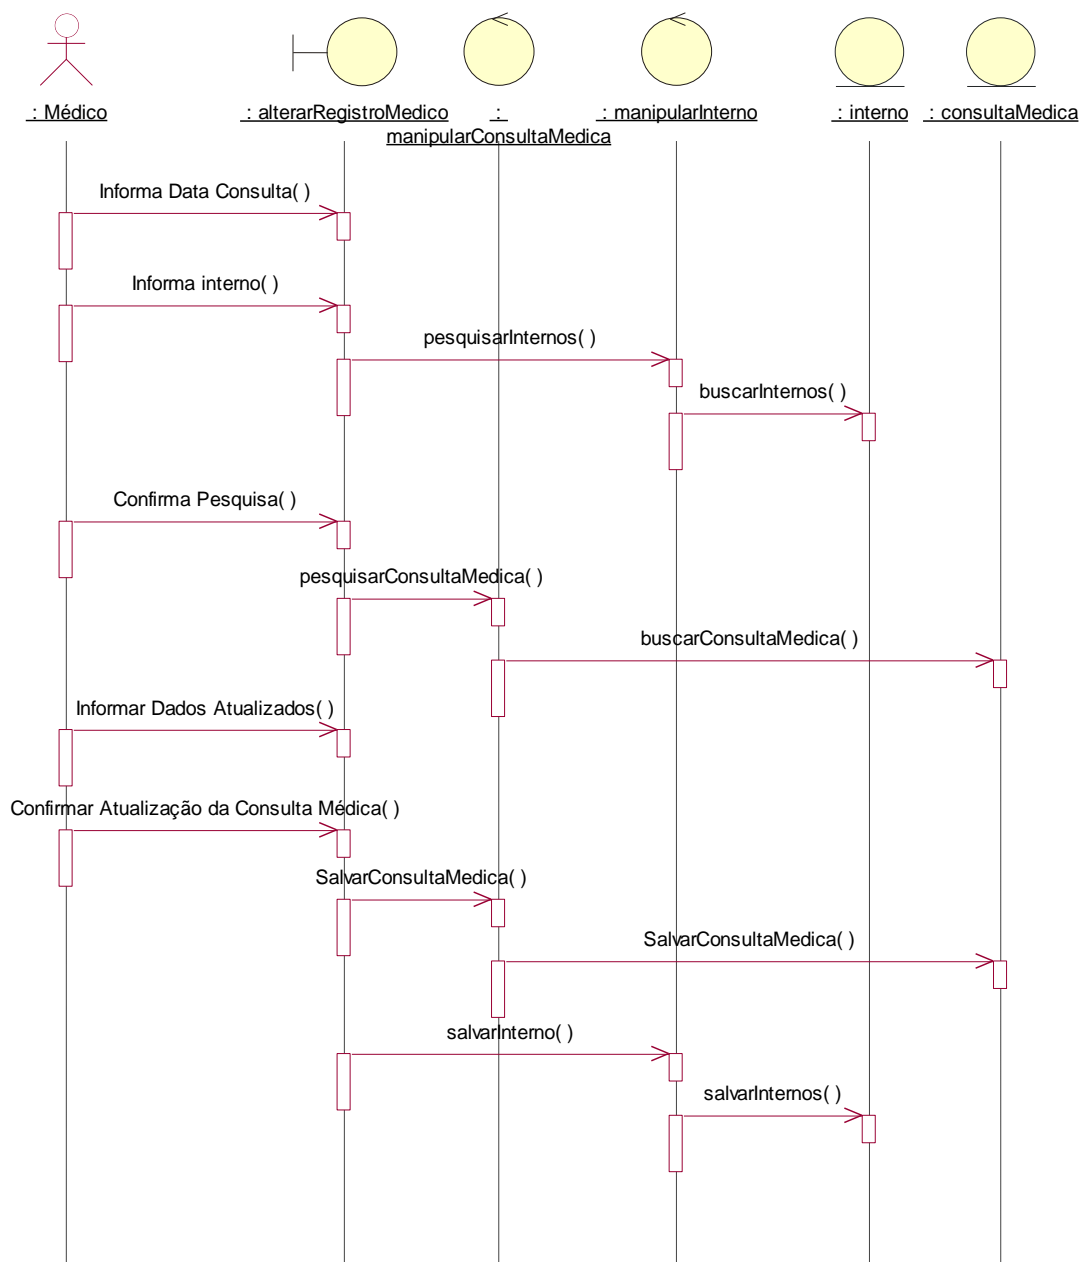 : Médico
: alterarRegistroMedico
:
manipularConsultaMedica
: manipularInterno
: interno
: consultaMedica
Informa Data Consulta( )
Informa interno( )
pesquisarInternos( )
buscarInternos( )
Confirma Pesquisa( )
pesquisarConsultaMedica( )
buscarConsultaMedica( )
Informar Dados Atualizados( )
Confirmar Atualização da Consulta Médica( )
SalvarConsultaMedica( )
SalvarConsultaMedica( )
salvarInterno( )
salvarInternos( )